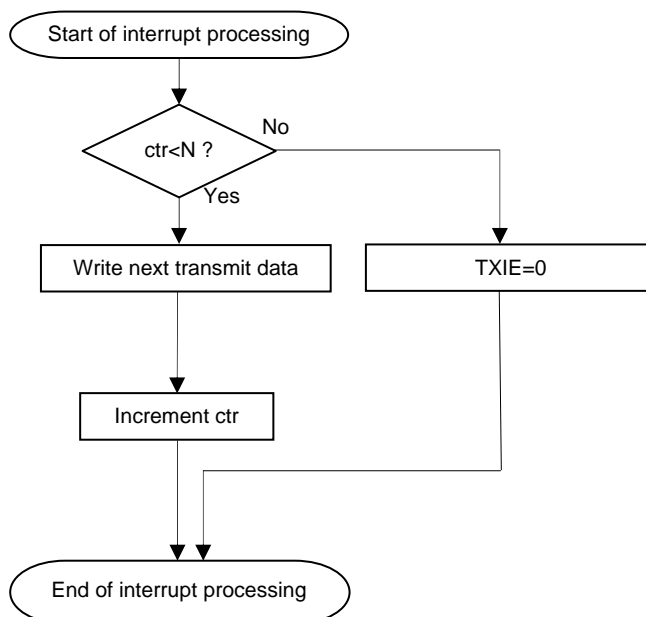 Start of interrupt processing
No
ctr<N ?
Yes
Write next transmit data
TXIE=0
Increment ctr
End of interrupt processing